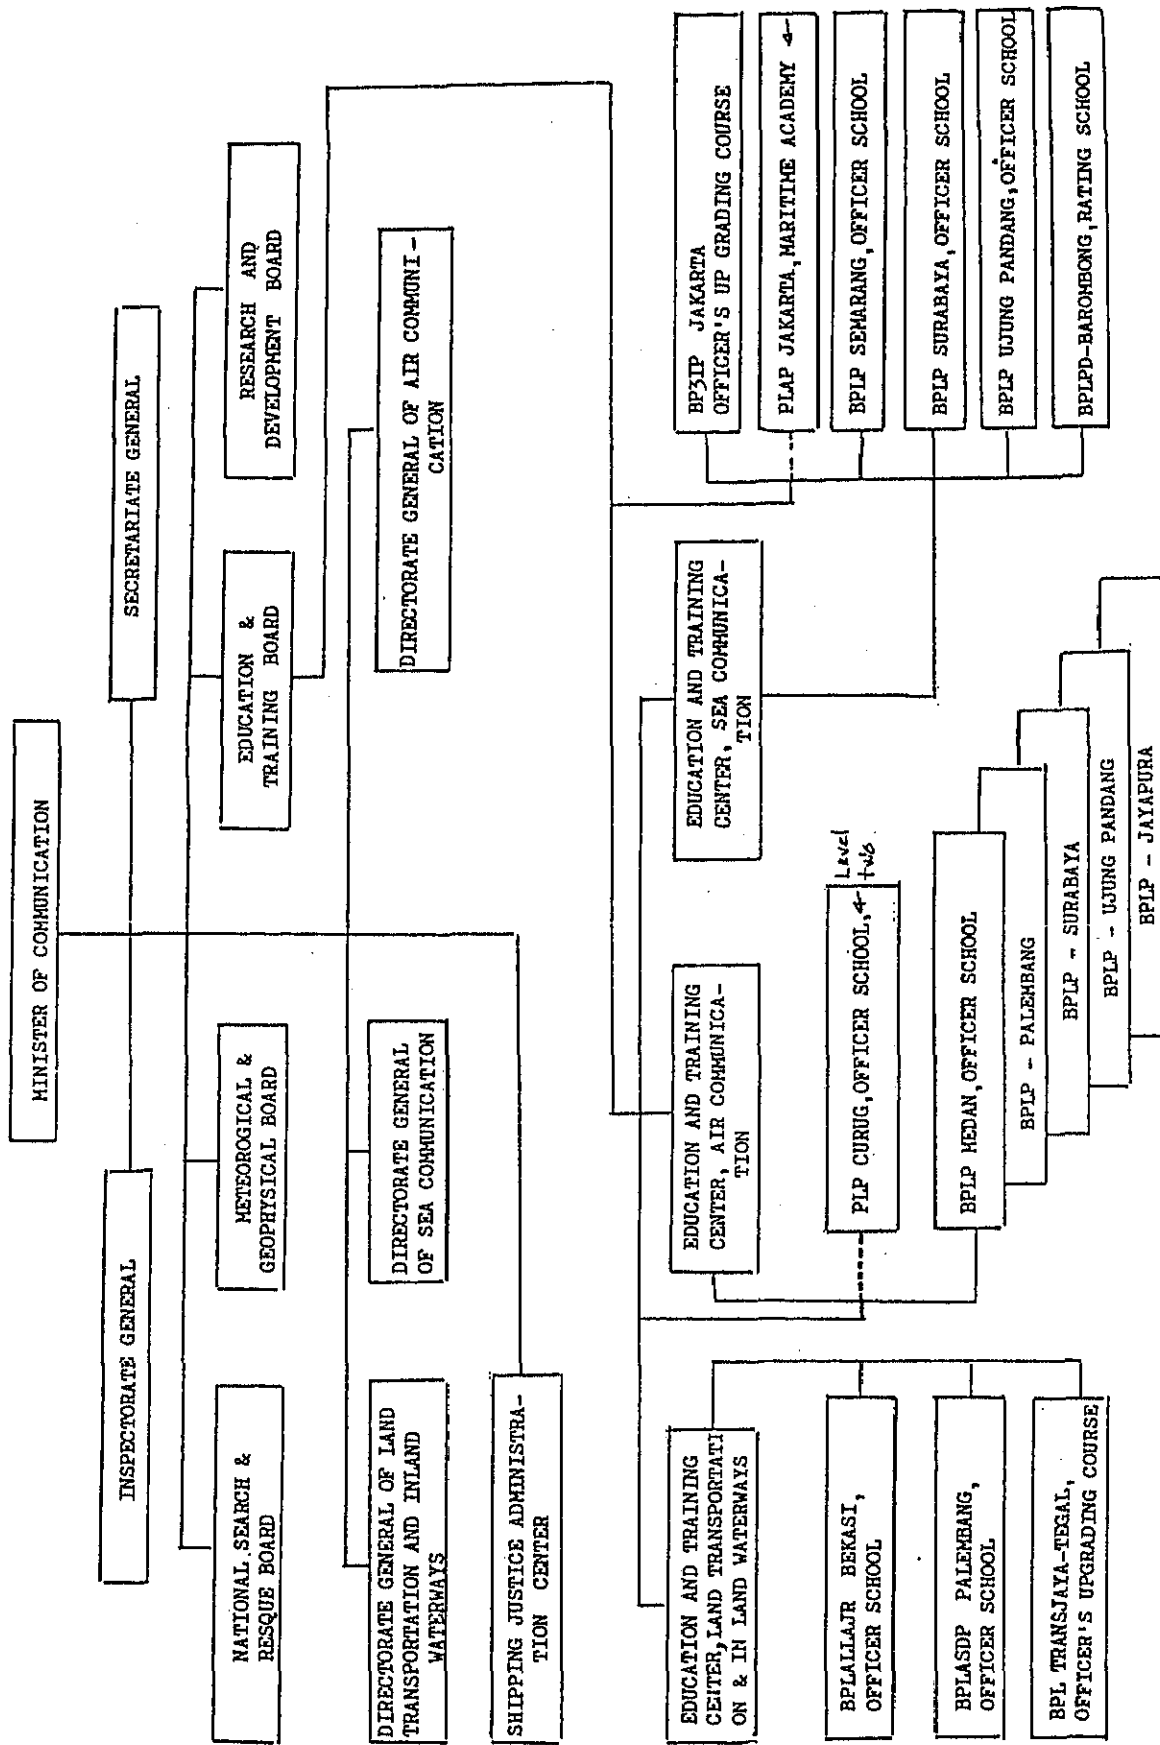 MINISTER OF COMMUNICATION
INSPECTORATE GENERAL
SECRETARIATE GENERAL
NATIONAL SEARCH &
RESQUE BOARD
METEOROGICAL &
GEOPHYSICAL BOARD
EDUCATION &
TRAINING BOARD
RESEARCH AND
DEVELOPMENT BOARD
DIRECTORATE GENERAL OF LAND
TRANSPORTATION AND INLAND
WATERWAYS
DIRECTORATE GENERAL
OF SEA COMMUNICATION
DIRECTORATE GENERAL OF AIR COMMUNI-
CATION
SHIPPING JUSTICE ADMINISTRA-
TION CENTER
EDUCATION AND TRAINING
CENTER,LAND TRANSPORTATI
ON & IN LAND WATERWAYS
BPLALLAJR BEKASI,
OFFICER SCHOOL
BPLASDP PALEMBANG,
OFFICER SCHOOL
BPL TRANSJAYA-TEGAL,
OFFICER'S UPGRADING COURSE
EDUCATION AND TRAINING
CENTER, AIR COMMUNICA-
TION
PLP CURUG,OFFICER SCHOOL,
Level
two
BPLP MEDAN,OFFICER SCHOOL
BPLP - PALEMBANG
BPLP - SURABAYA
BPLP - UJUNG PANDANG
BPLP - JAYAPURA
EDUCATION AND TRAINING
CENTER, SEA COMMUNICA-
TION
BP3IP JAKARTA
OFFICER'S UP GRADING COURSE
PLAP JAKARTA,MARITIME ACADEMY
BPLP SEMARANG,OFFICER SCHOOL
BPLP SURABAYA,OFFICER SCHOOL
BPLP UJUNG PANDANG,OFFICER SCHOOL
BPLPD-BAROMBONG,RATING SCHOOL